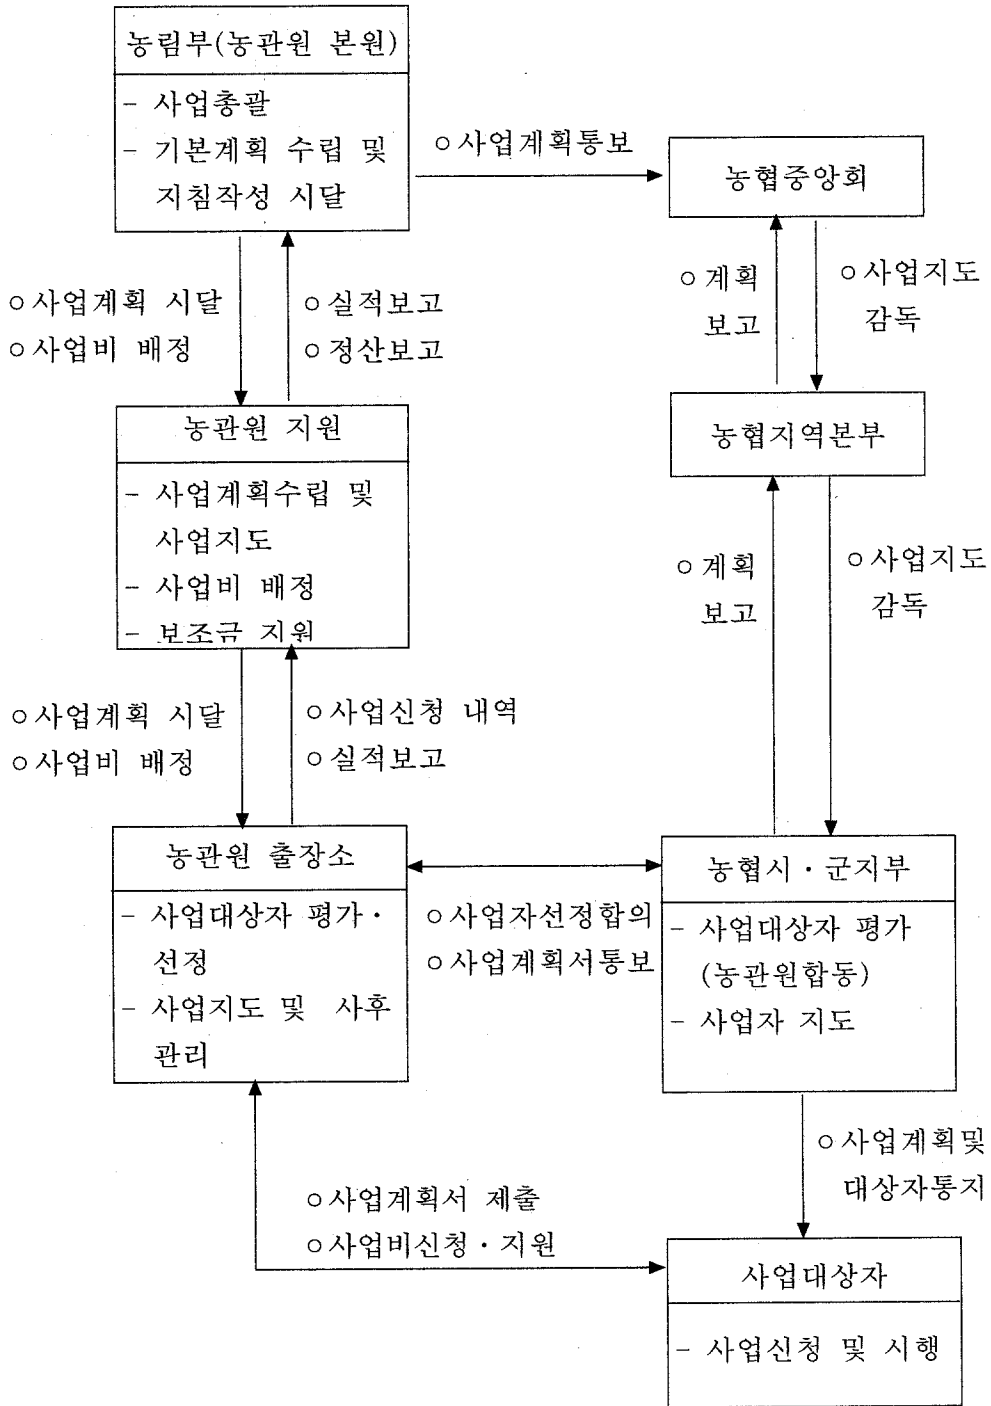 농림부(농관원 본원)
- 사업총괄
- 기본계획 수립 및
지침작성 시달
○사업계획통보
농협중앙회
○사업계획 시달
○사업비 배정
○실적보고
○정산보고
○계획
보고
○사업지도
감독
농관원 지원
- 사업계획수립 및
사업지도
- 사업비 배정
- 보조금 지원
농협지역본부
○계획
보고
○사업지도
감독
○사업계획 시달
○사업비 배정
○사업신청 내역
○실적보고
농관원 출장소
- 사업대상자 평가·
선정
- 사업지도 및 사후
관리
○사업자선정합의
○사업계획서통보
농협시·군지부
- 사업대상자 평가
(농관원합동)
- 사업자 지도
○사업계획및
대상자통지
○사업계획서 제출
○사업비신청·지원
사업대상자
- 사업신청 및 시행